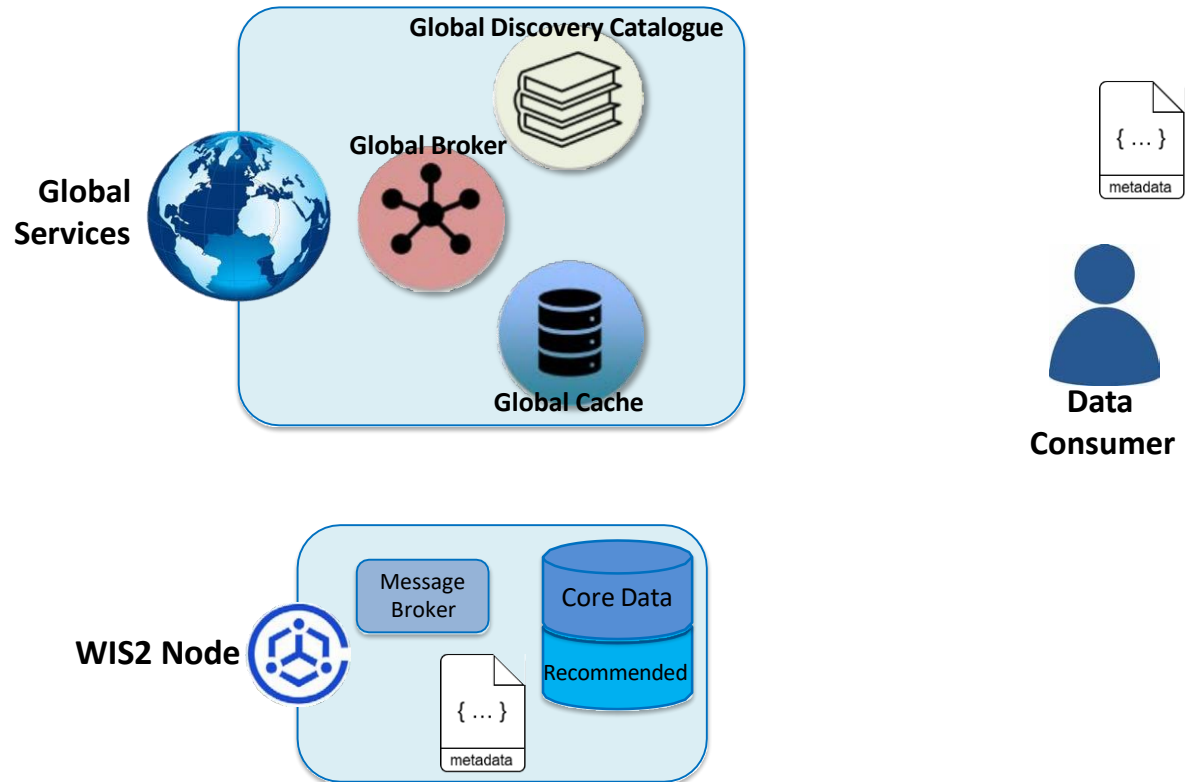 Global Discovery Catalogue
Global Broker
Global
Services
Global Cache
{ ... }
metadata
Data
Consumer
WIS2 Node
Message
Broker
Core Data
Recommended
{ ... }
metadata